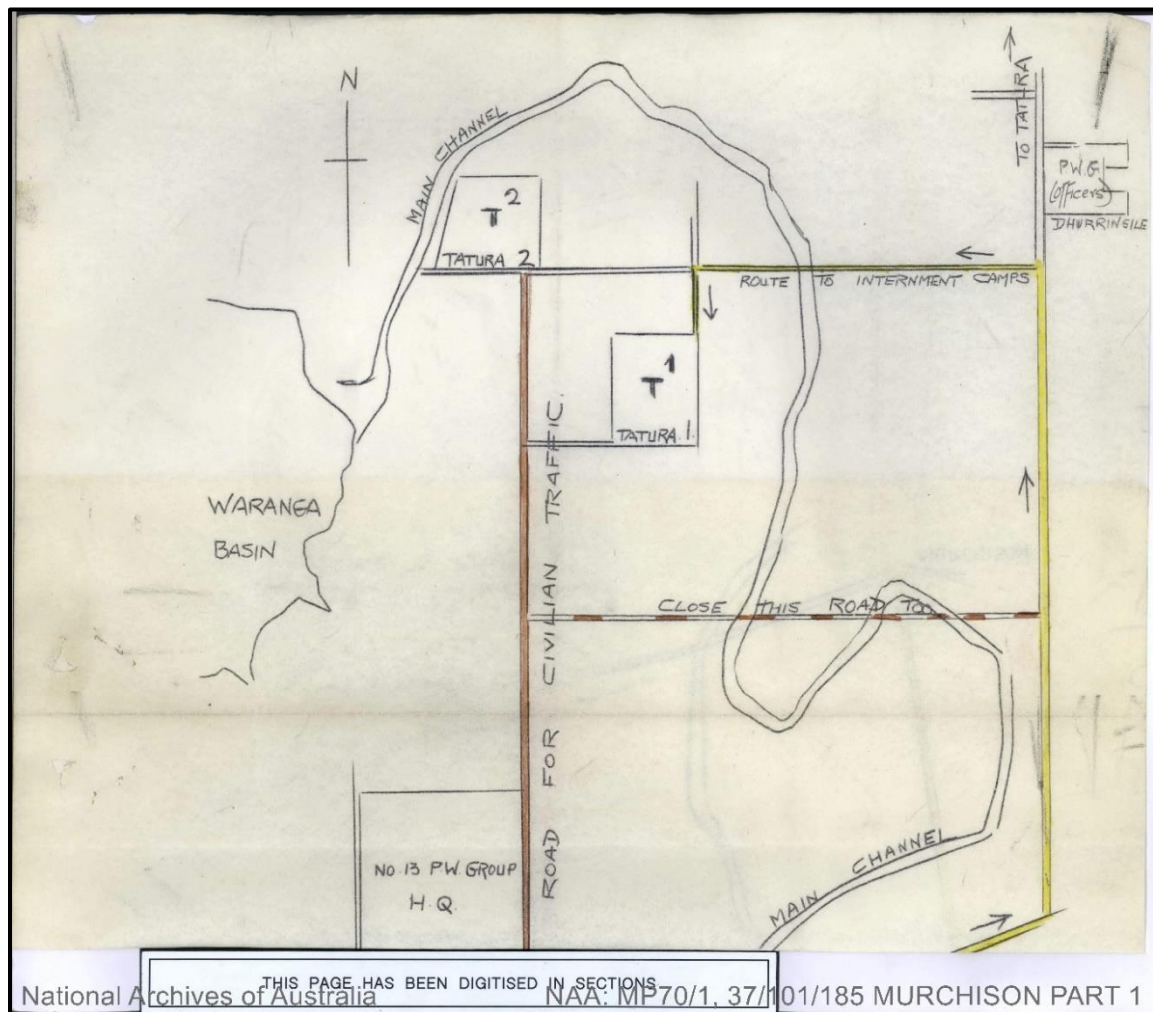 N
MAIN CHANNEL
T 2
TATURA 2
TO TATURA
P.W.G.
(Officers)
DHURRINGILE
ROUTE TO INTERNMENT CAMPS
T 1
TATURA. 1.
WARANGA
BASIN
ROAD FOR CIVILIAN TRAFFIC.
CLOSE THIS ROAD TOO
No. 13 P.W. GROUP
H.Q.
MAIN CHANNEL
THIS PAGE HAS BEEN DIGITISED IN SECTIONS
National Archives of Australia
NAA: MP70/1, 37/101/185 MURCHISON PART 1